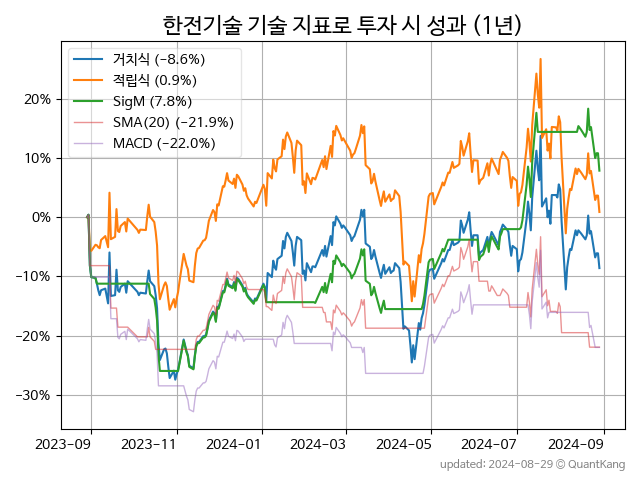 한전기술 기술 지표로 투자 시 성과 (1년)
거치식 (−8.6%)
적립식 (0.9%)
SigM (7.8%)
SMA(20) (−21.9%)
MACD (−22.0%)
20%
10%
0%
−10%
−20%
−30%
2023-09 2023-11 2024-01 2024-03 2024-05 2024-07 2024-09
updated: 2024-08-29 © QuantKang